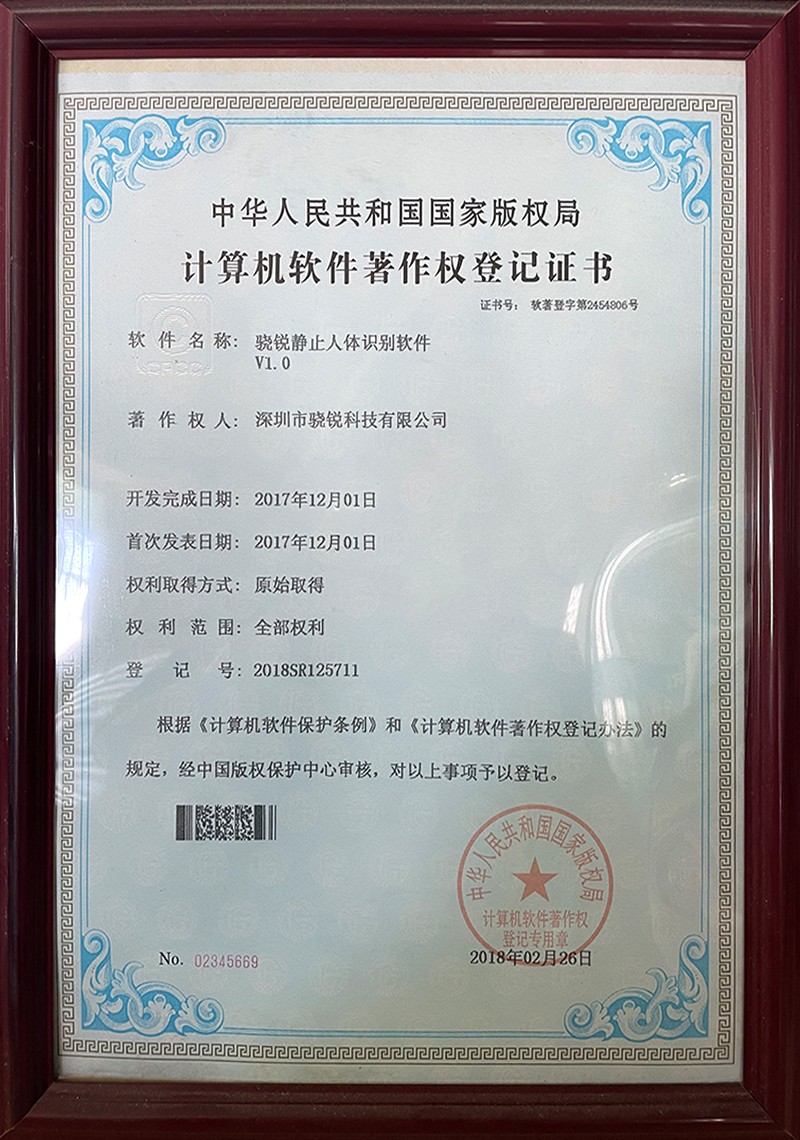 中华人民共和国国家版权局
计算机软件著作权登记证书
证书号： 软著登字第2454806号
软件名称： 骁锐静止人体识别软件
V1.0
著作权人： 深圳市骁锐科技有限公司
开发完成日期： 2017年12月01日
首次发表日期： 2017年12月01日
权利取得方式： 原始取得
权利范围： 全部权利
登记号： 2018SR125711
根据《计算机软件保护条例》和《计算机软件著作权登记办法》的
规定，经中国版权保护中心审核，对以上事项予以登记。
中华人民共和国国家版权局
计算机软件著作权
登记专用章
No. 02345669
2018年02月26日